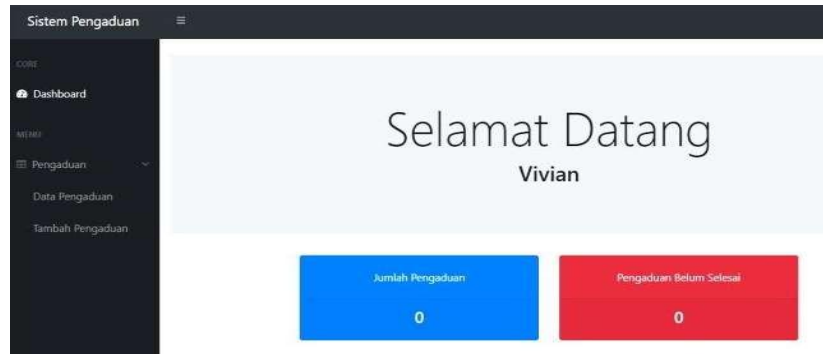 Sistem Pengaduan
CORE
Dashboard
MENU
Pengaduan
Data Pengaduan
Tambah Pengaduan
Selamat Datang
Vivian
Jumlah Pengaduan
0
Pengaduan Belum Selesai
0